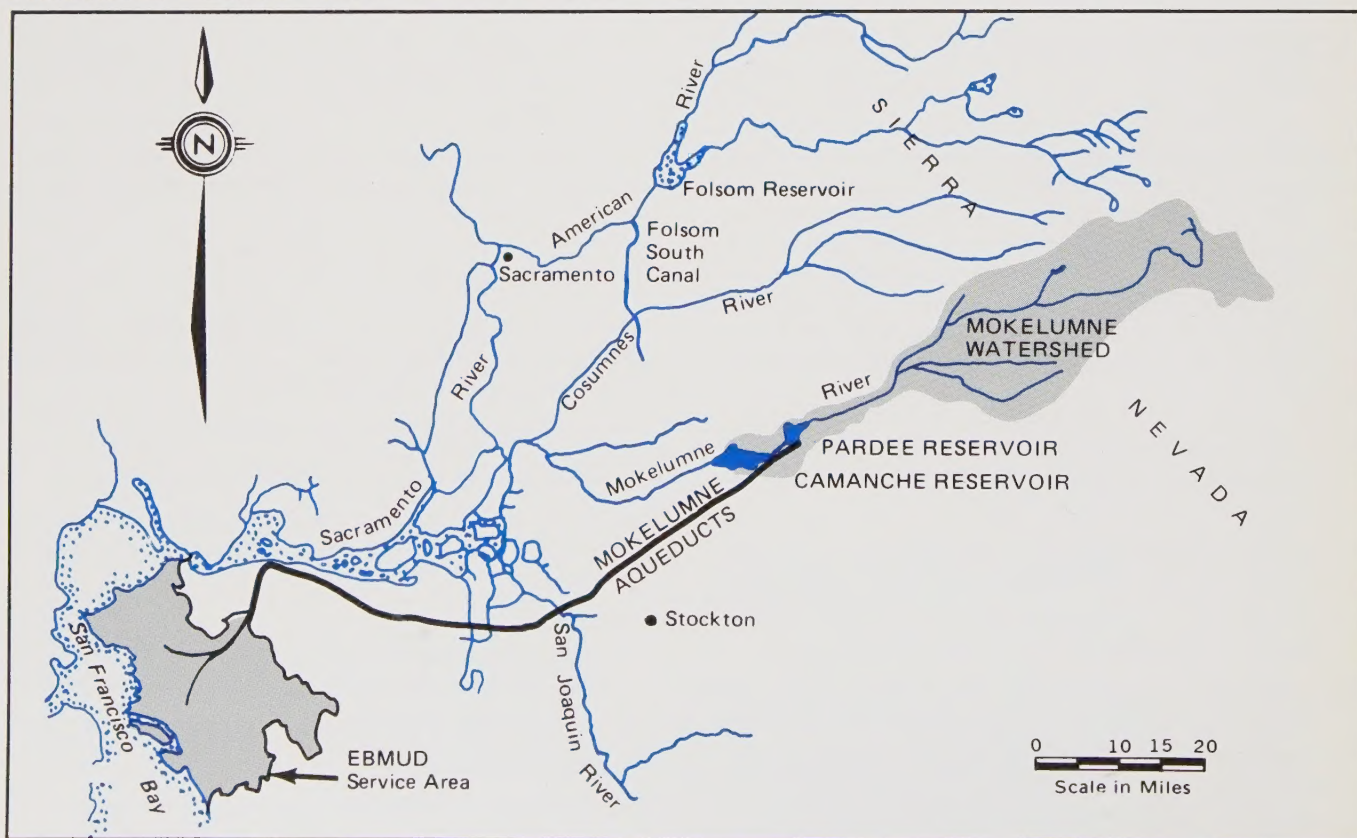 N
River
SIERRA
Folsom Reservoir
American
Folsom
South
Canal
Sacramento
River
River
Cosumnes
MOKELUMNE
WATERSHED
River
NEVADA
Mokelumne
PARDEE RESERVOIR
CAMANCHE RESERVOIR
Sacramento
MOKELUMNE
AQUEDUCTS
Stockton
San Joaquin River
San Francisco Bay
EBMUD
Service Area
0 10 15 20
Scale in Miles